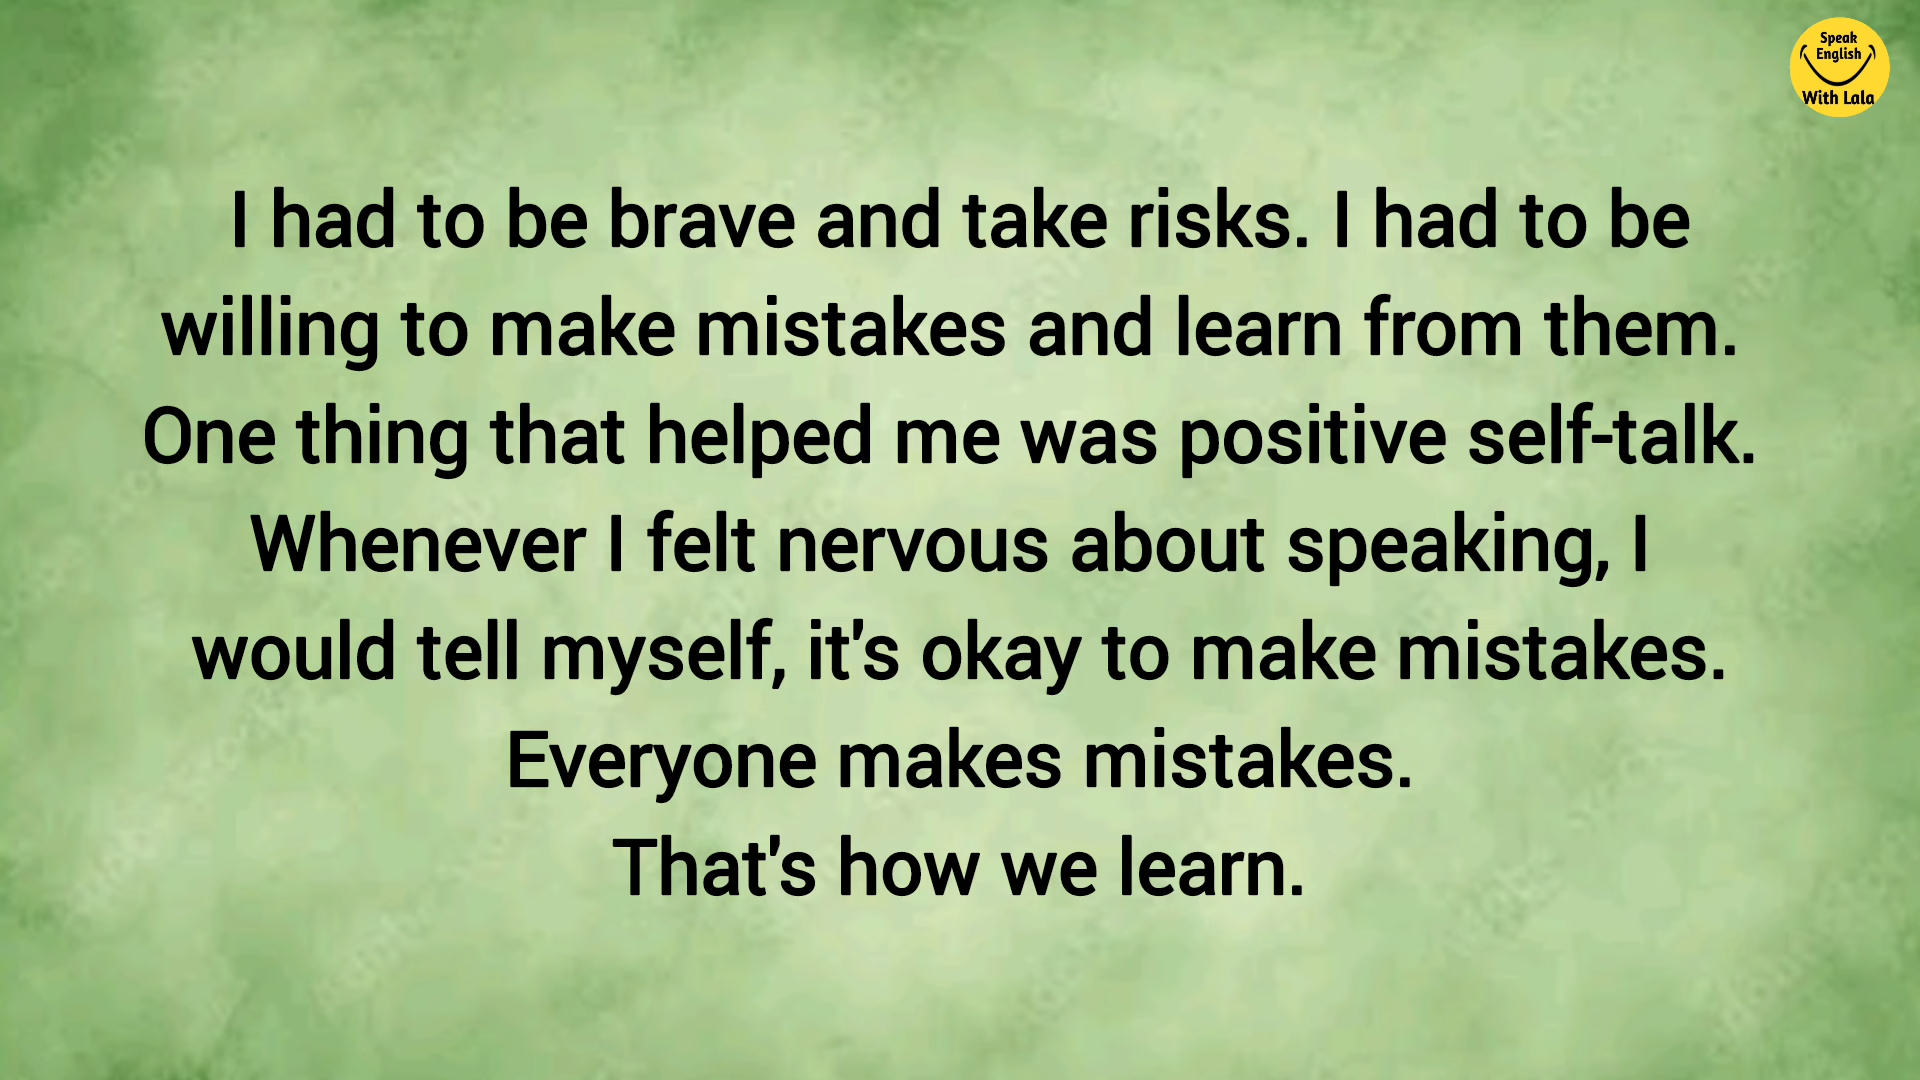 Speak
English
With Lala
I had to be brave and take risks. I had to be
willing to make mistakes and learn from them.
One thing that helped me was positive self-talk.
Whenever I felt nervous about speaking, I
would tell myself, it's okay to make mistakes.
Everyone makes mistakes.
That's how we learn.